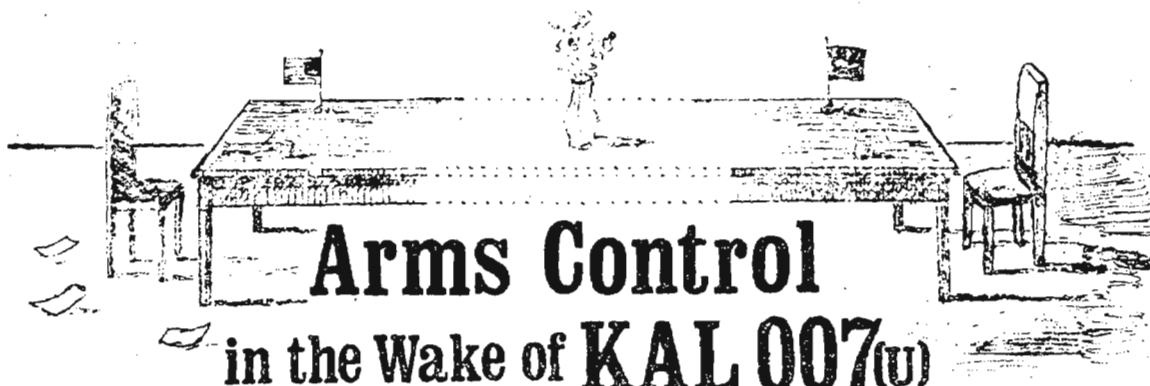 Arms Control
in the Wake of KAL 007(U)